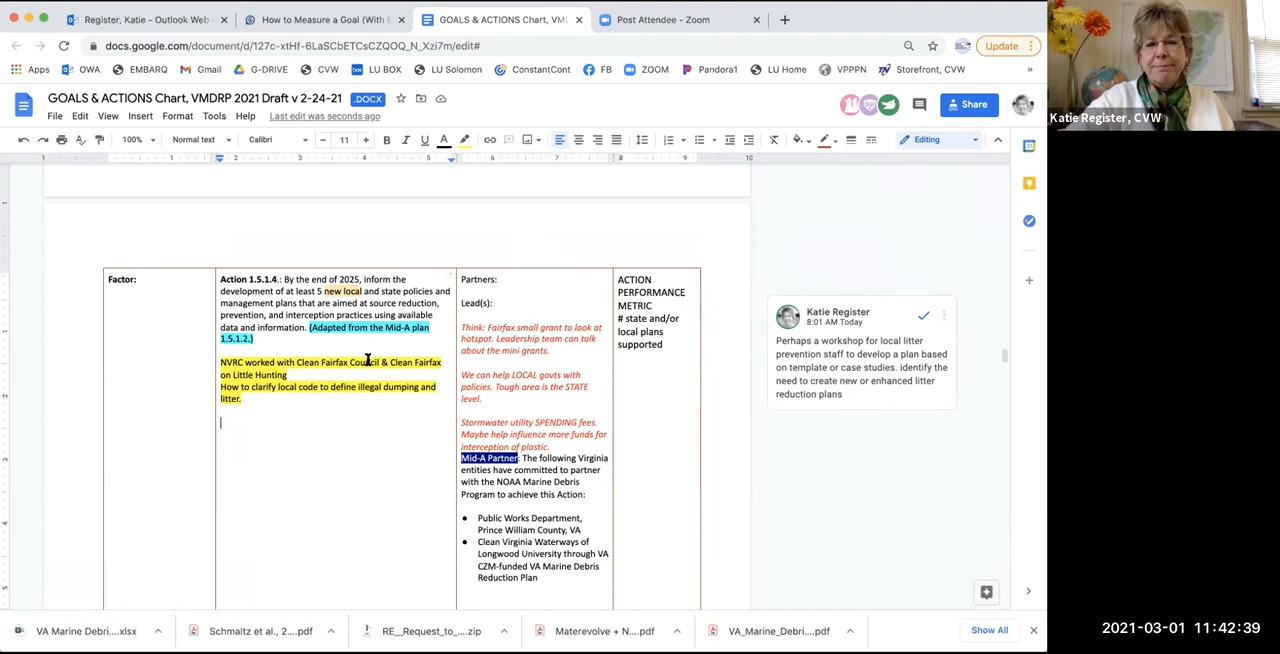 Register, Katie - Outlook Web
How to Measure a Goal (With
GOALS & ACTIONS Chart, VM
Post Attendee - Zoom
docs.google.com/document/d/127c-xtHf-6LaSCbETCsCZQOQ_N_Xzi7m/edit#
Update
Apps
OWA
EMBARQ
Gmail
G-DRIVE
CVW
LU BOX
LU Solomon
ConstantCont
FB
ZOOM
Pandora1
LU Home
VPPPN
Storefront, CVW
GOALS & ACTIONS Chart, VMDRP 2021 Draft v 2-24-21
.DOCX
File Edit View Insert Format Tools Help
Last edit was seconds ago
Share
100%
Normal text
Calibri
11
Editing
Factor:
Action 1.5.1.4.: By the end of 2025, inform the
development of at least 5 new local and state policies and
management plans that are aimed at source reduction,
prevention, and interception practices using available
data and information. (Adapted from the Mid-A plan
1.5.1.2.)
NVRC worked with Clean Fairfax Council & Clean Fairfax
on Little Hunting
How to clarify local code to define illegal dumping and
litter.
Partners:
Lead(s):
Think: Fairfax small grant to look at
hotspot. Leadership team can talk
about the mini grants.
We can help LOCAL govts with
policies. Tough area is the STATE
level.
Stormwater utility SPENDING fees.
Maybe help influence more funds for
interception of plastic.
Mid-A Partner: The following Virginia
entities have committed to partner
with the NOAA Marine Debris
Program to achieve this Action:
● Public Works Department,
Prince William County, VA
● Clean Virginia Waterways of
Longwood University through VA
CZM-funded VA Marine Debris
Reduction Plan
ACTION
PERFORMANCE
METRIC
# state and/or
local plans
supported
Katie Register
8:01 AM Today
Perhaps a workshop for local litter
prevention staff to develop a plan based
on template or case studies. identify the
need to create new or enhanced litter
reduction plans
Katie Register, CVW
VA Marine Debri....xlsx
Schmaltz et al., 2....pdf
RE__Request_to_....zip
Materevolve + N....pdf
VA_Marine_Debri....pdf
Show All
2021-03-01 11:42:39